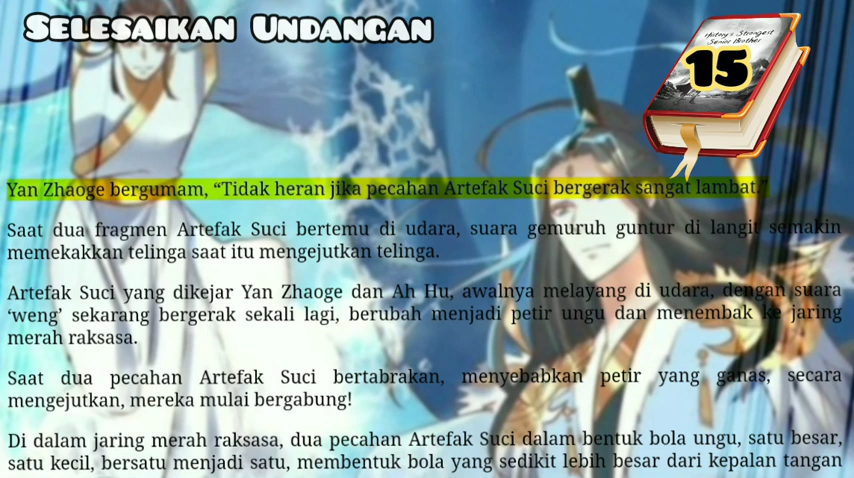 Selesaikan Undangan
History's Strongest
Senior Brother
15
Yan Zhaoge bergumam, “Tidak heran jika pecahan Artefak Suci bergerak sangat lambat.”
Saat dua fragmen Artefak Suci bertemu di udara, suara gemuruh guntur di langit semakin
memekakkan telinga saat itu mengejutkan telinga.
Artefak Suci yang dikejar Yan Zhaoge dan Ah Hu, awalnya melayang di udara, dengan suara
‘weng’ sekarang bergerak sekali lagi, berubah menjadi petir ungu dan menembak ke jaring
merah raksasa.
Saat dua pecahan Artefak Suci bertabrakan, menyebabkan petir yang ganas, secara
mengejutkan, mereka mulai bergabung!
Di dalam jaring merah raksasa, dua pecahan Artefak Suci dalam bentuk bola ungu, satu besar,
satu kecil, bersatu menjadi satu, membentuk bola yang sedikit lebih besar dari kepalan tangan